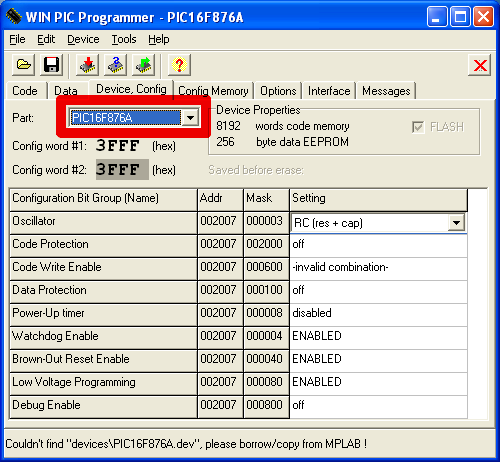 WIN PIC Programmer - PIC16F876A
File Edit Device Tools Help
?
Code Data Device, Config Config Memory Options Interface Messages
Part: PIC16F876A
Device Properties
8192 words code memory
256 byte data EEPROM
FLASH
Config word #1: 3FFF (hex)
Config word #2: 3FFF (hex)
Saved before erase:
Configuration Bit Group (Name) Addr Mask Setting
Oscillator 002007 000003 RC (res + cap)
Code Protection 002007 002000 off
Code Write Enable 002007 000600 -invalid combination-
Data Protection 002007 000100 off
Power-Up timer 002007 000008 disabled
Watchdog Enable 002007 000004 ENABLED
Brown-Out Reset Enable 002007 000040 ENABLED
Low Voltage Programming 002007 000080 ENABLED
Debug Enable 002007 000800 off
Couldn't find "devices\PIC16F876A.dev", please borrow/copy from MPLAB !